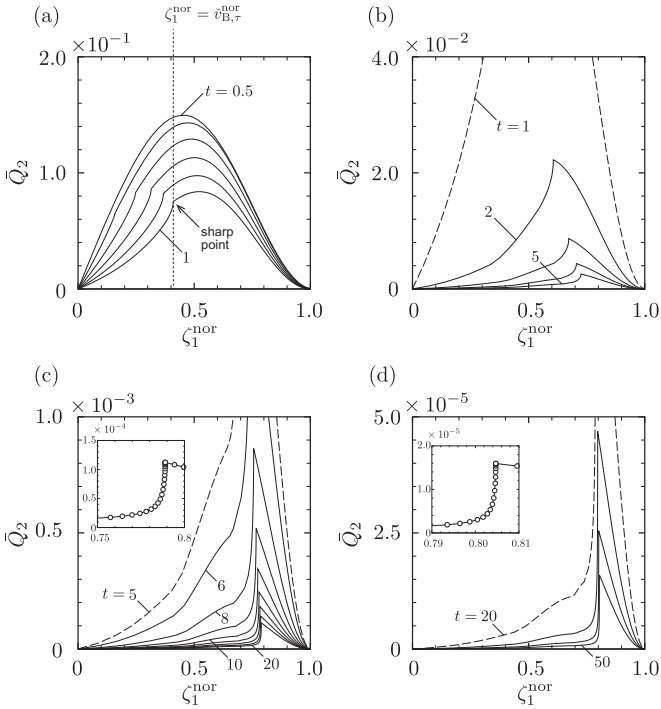 (a) ζ₁ⁿᵒʳ = v̌ⁿᵒʳ_B,τ (b)
×10⁻¹ ×10⁻²
2.0 4.0
t = 0.5
t = 1
Q̄₂ 1.0 Q̄₂ 2.0
2
sharp
point
1 5
0 0
0 0.5 1.0 0 0.5 1.0
ζ₁ⁿᵒʳ ζ₁ⁿᵒʳ
(c) (d)
×10⁻³ ×10⁻⁵
1.0 5.0
×10⁻⁴ ×10⁻⁵
1.5 2.0
1.0 1.0
0.5
0 0
0.75 0.8 0.79 0.80 0.81
Q̄₂ 0.5 Q̄₂ 2.5
t = 5 6
8 t = 20
10 20 50
0 0
0 0.5 1.0 0 0.5 1.0
ζ₁ⁿᵒʳ ζ₁ⁿᵒʳ